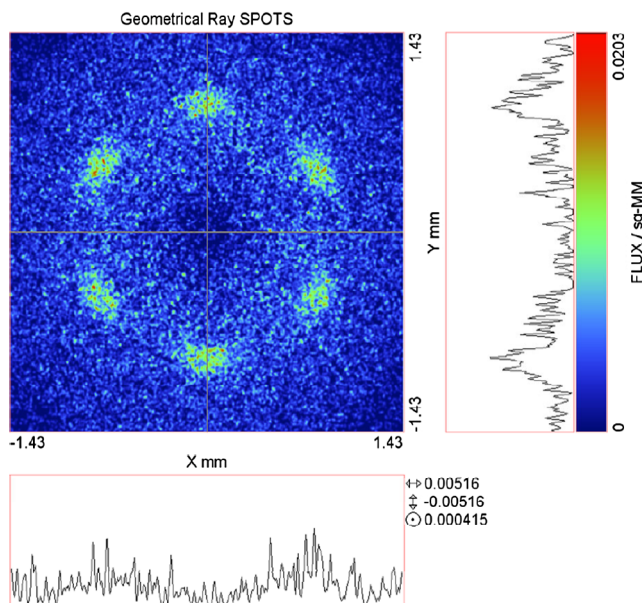 Geometrical Ray SPOTS
1.43
Y mm
-1.43
0.0203
FLUX / sq-MM
0
-1.43
1.43
X mm
0.00516
-0.00516
0.000415